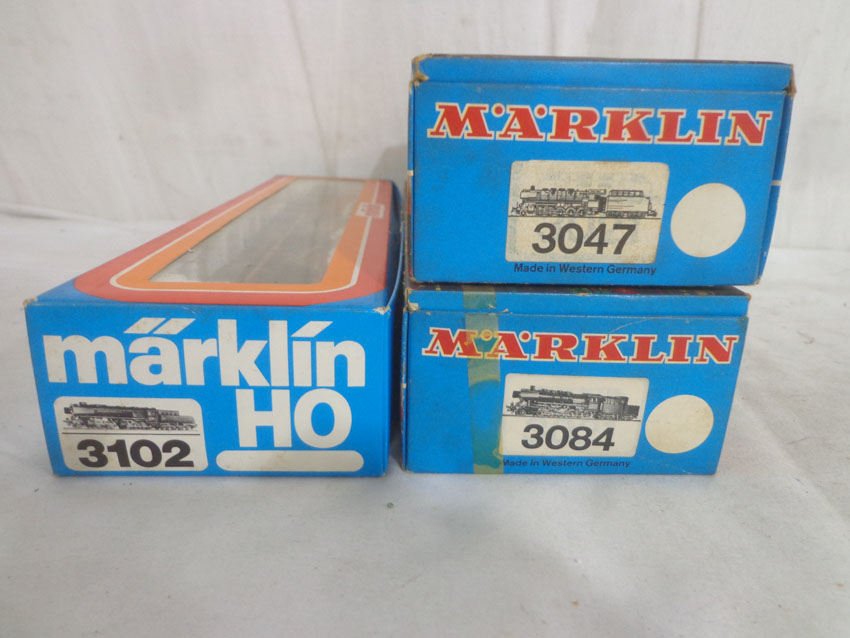 märklin
HO
3102
MÄRKLIN
3047
Made in Western Germany
MÄRKLIN
3084
Made in Western Germany